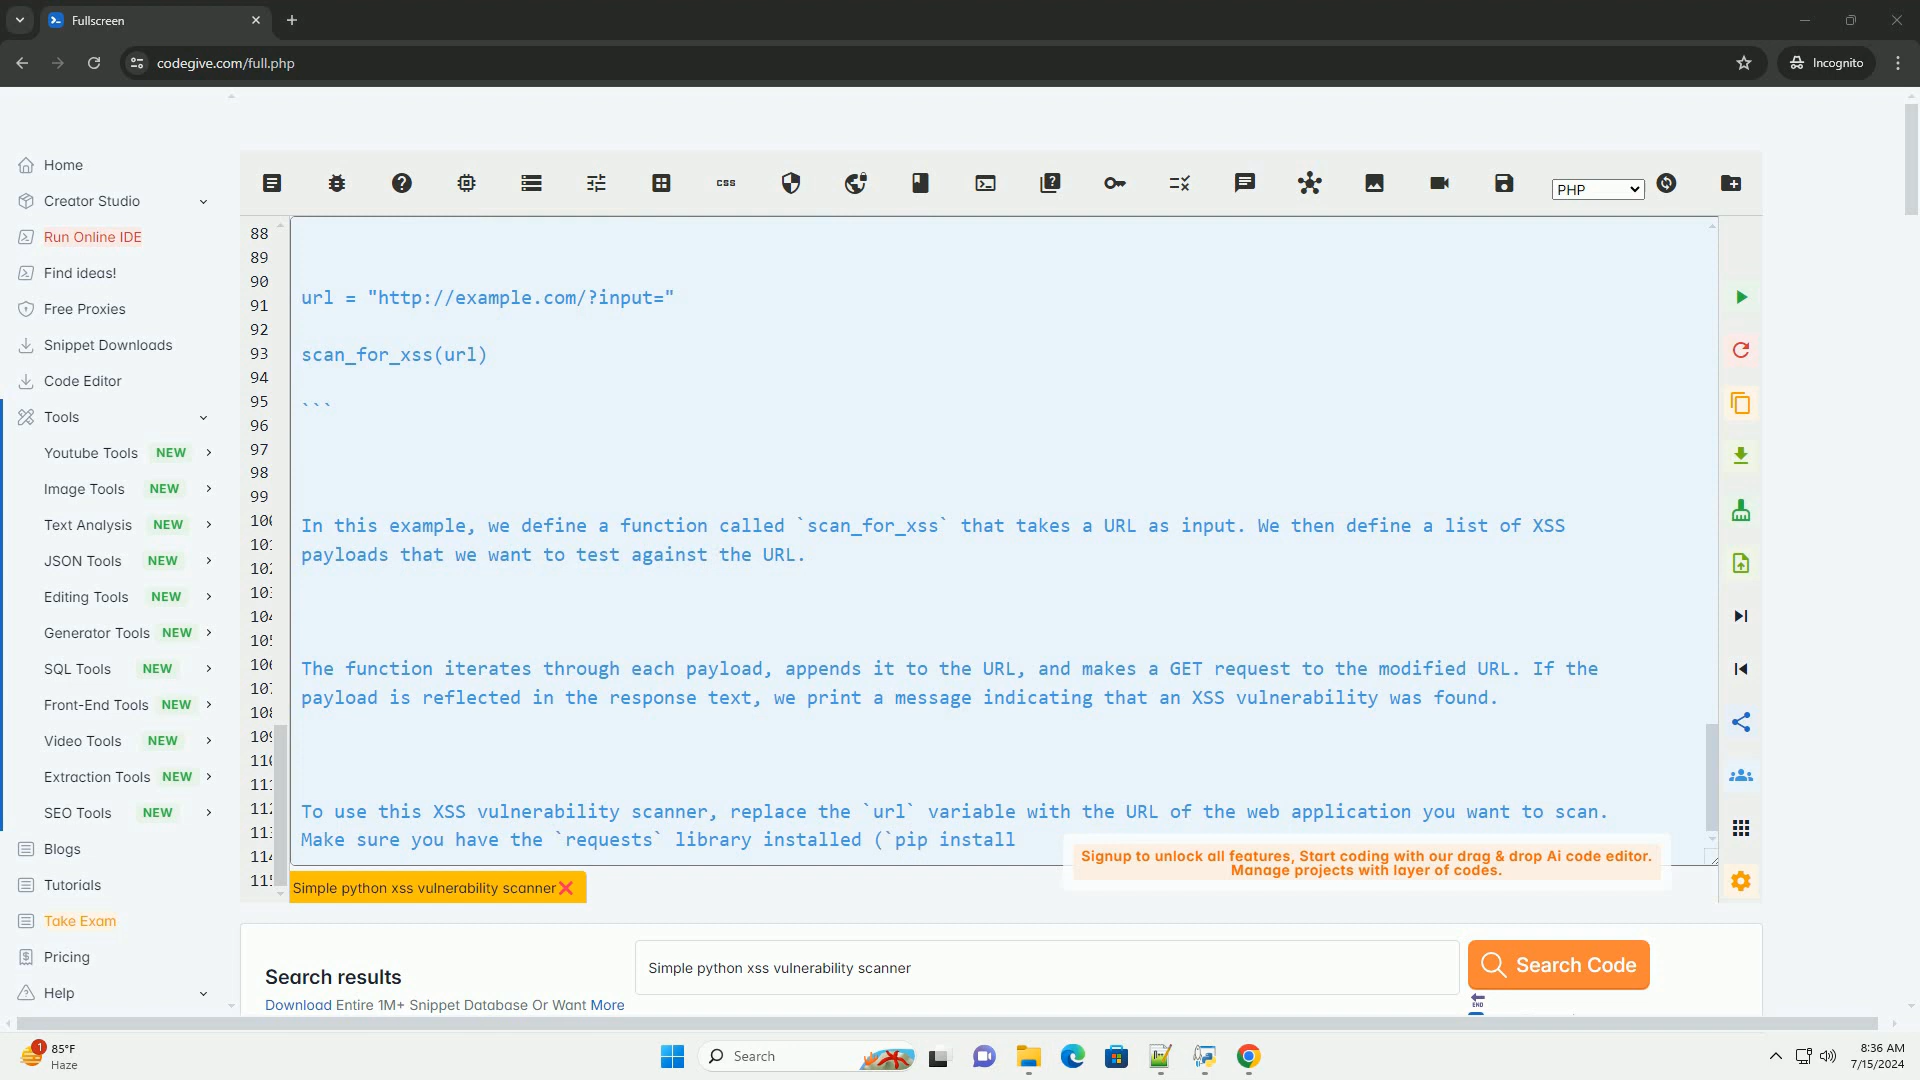 Fullscreen
codegive.com/full.php
Incognito
Home
Creator Studio
Run Online IDE
Find ideas!
Free Proxies
Snippet Downloads
Code Editor
Tools
Youtube Tools NEW
Image Tools NEW
Text Analysis NEW
JSON Tools NEW
Editing Tools NEW
Generator Tools NEW
SQL Tools NEW
Front-End Tools NEW
Video Tools NEW
Extraction Tools NEW
SEO Tools NEW
Blogs
Tutorials
Take Exam
Pricing
Help
css
PHP
88
89
90
91
92
93
94
95
96
97
98
99
url = "http://example.com/?input="
scan_for_xss(url)
```
In this example, we define a function called `scan_for_xss` that takes a URL as input. We then define a list of XSS
payloads that we want to test against the URL.
The function iterates through each payload, appends it to the URL, and makes a GET request to the modified URL. If the
payload is reflected in the response text, we print a message indicating that an XSS vulnerability was found.
To use this XSS vulnerability scanner, replace the `url` variable with the URL of the web application you want to scan.
Make sure you have the `requests` library installed (`pip install
Signup to unlock all features, Start coding with our drag & drop Ai code editor.
Manage projects with layer of codes.
Simple python xss vulnerability scanner
Search results
Download Entire 1M+ Snippet Database Or Want More
Simple python xss vulnerability scanner
Search Code
END
1
85°F
Haze
Search
8:36 AM
7/15/2024